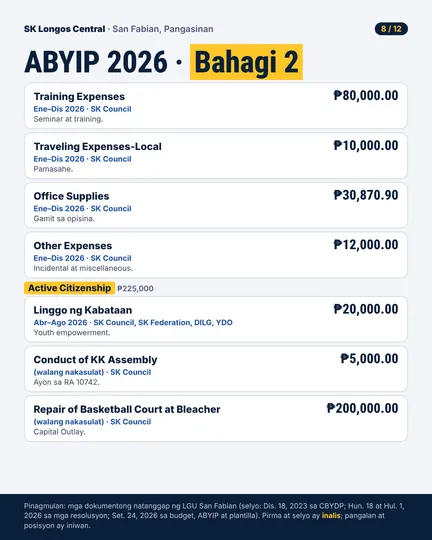 SK Longos Central · San Fabian, Pangasinan
8 / 12
ABYIP 2026 · Bahagi 2
Training Expenses
₱80,000.00
Ene–Dis 2026 · SK Council
Seminar at training.
Traveling Expenses-Local
₱10,000.00
Ene–Dis 2026 · SK Council
Pamasahe.
Office Supplies
₱30,870.90
Ene–Dis 2026 · SK Council
Gamit sa opisina.
Other Expenses
₱12,000.00
Ene–Dis 2026 · SK Council
Incidental at miscellaneous.
Active Citizenship ₱225,000
Linggo ng Kabataan
₱20,000.00
Abr–Ago 2026 · SK Council, SK Federation, DILG, YDO
Youth empowerment.
Conduct of KK Assembly
₱5,000.00
(walang nakasulat) · SK Council
Ayon sa RA 10742.
Repair of Basketball Court at Bleacher
₱200,000.00
(walang nakasulat) · SK Council
Capital Outlay.
Pinagmulan: mga dokumentong natanggap ng LGU San Fabian (selyo: Dis. 18, 2023 sa CBYDP; Hun. 18 at Hul. 1,
2026 sa mga resolusyon; Set. 24, 2026 sa budget, ABYIP at plantilla). Pirma at selyo ay inalis; pangalan at
posisyon ay iniwan.